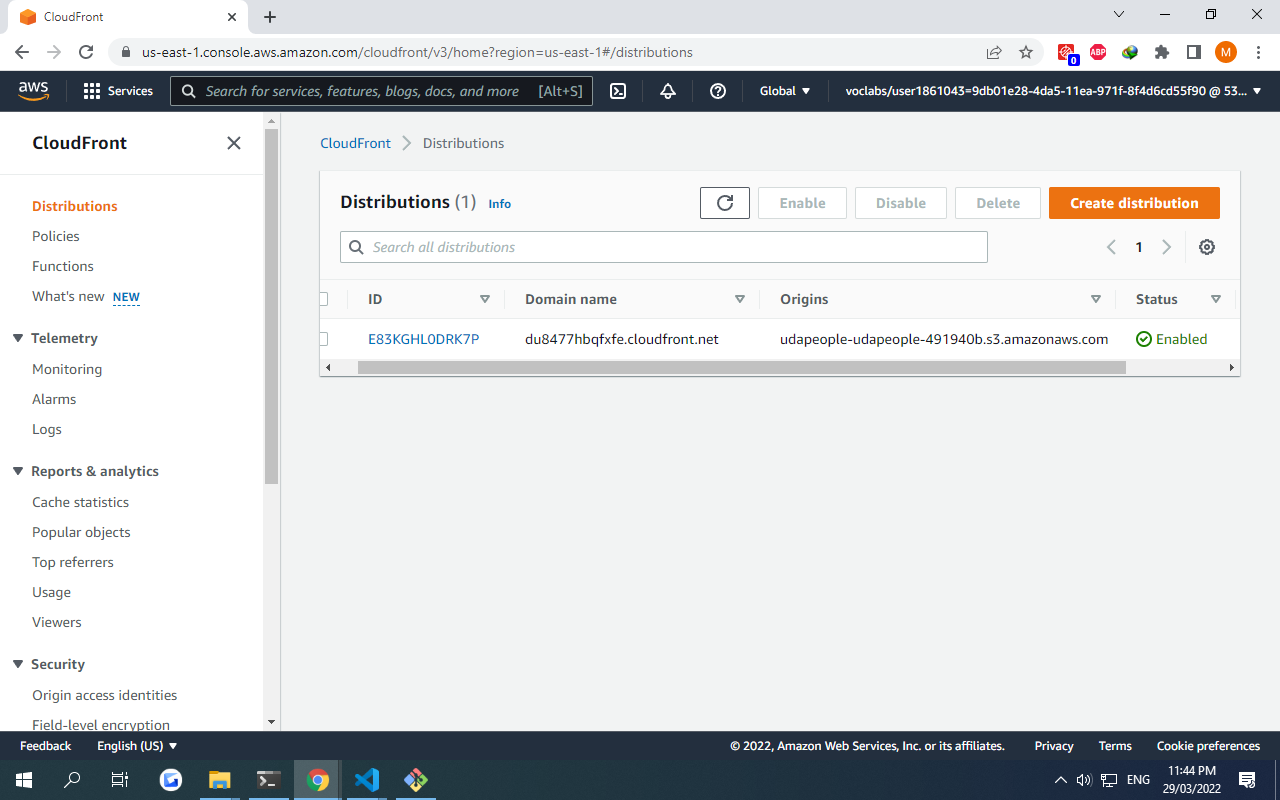 CloudFront
us-east-1.console.aws.amazon.com/cloudfront/v3/home?region=us-east-1#/distributions
ABP
0
M
aws
Services
Search for services, features, blogs, docs, and more [Alt+S]
Global
voclabs/user1861043=9db01e28-4da5-11ea-971f-8f4d6cd55f90 @ 53...
CloudFront
Distributions
Policies
Functions
What's new NEW
Telemetry
Monitoring
Alarms
Logs
Reports & analytics
Cache statistics
Popular objects
Top referrers
Usage
Viewers
Security
Origin access identities
Field-level encryption
CloudFront Distributions
Distributions (1) Info
Enable
Disable
Delete
Create distribution
Search all distributions
1
ID Domain name Origins Status
E83KGHL0DRK7P du8477hbqfxfe.cloudfront.net udapeople-udapeople-491940b.s3.amazonaws.com Enabled
Feedback English (US) © 2022, Amazon Web Services, Inc. or its affiliates. Privacy Terms Cookie preferences
ENG
11:44 PM
29/03/2022